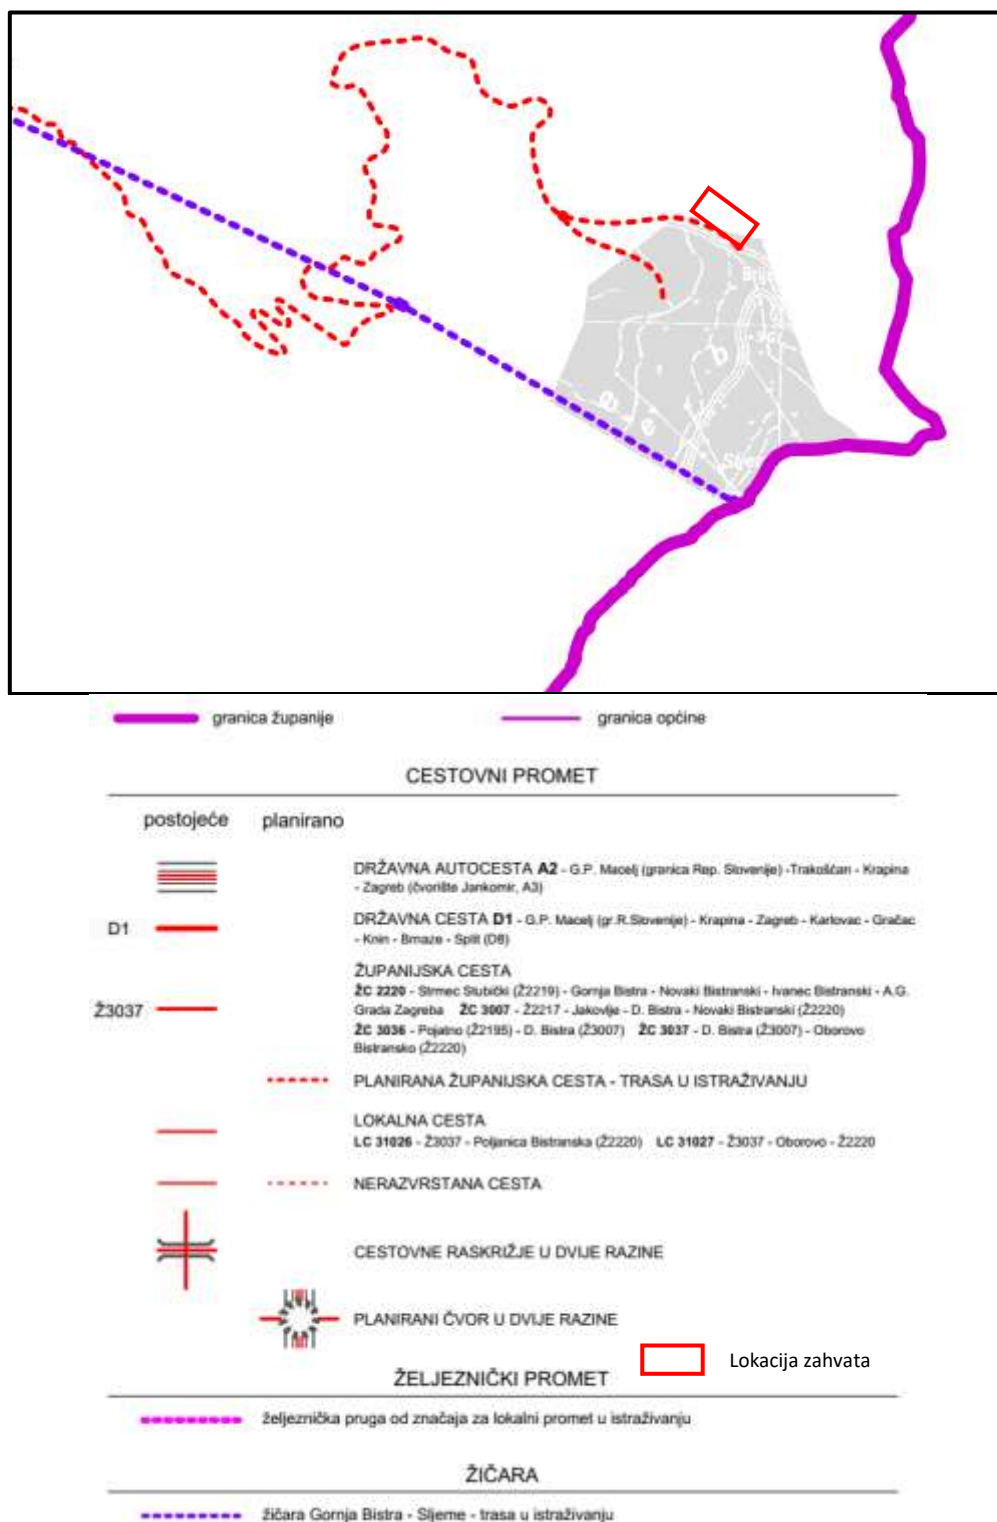 granica županije
granica općine
CESTOVNI PROMET
postojeće
planirano
DRŽAVNA AUTOCESTA A2 - G.P. Macelj (granica Rep. Slovenije) -Trakošćan - Krapina
- Zagreb (čvorište Jankomir, A3)
D1
DRŽAVNA CESTA D1 - G.P. Macelj (gr.R.Slovenije) - Krapina - Zagreb - Karlovac - Gračac
- Knin - Brnaze - Split (D8)
ŽUPANIJSKA CESTA
Ž3037
ŽC 2220 - Strmec Stubički (Ž2219) - Gornja Bistra - Novaki Bistranski - Ivanec Bistranski - A.G.
Grada Zagreba ŽC 3007 - Ž2217 - Jakovlje - D. Bistra - Novaki Bistranski (Ž2220)
ŽC 3036 - Pojatno (Ž2195) - D. Bistra (Ž3007) ŽC 3037 - D. Bistra (Ž3007) - Oborovo
Bistransko (Ž2220)
PLANIRANA ŽUPANIJSKA CESTA - TRASA U ISTRAŽIVANJU
LOKALNA CESTA
LC 31026 - Ž3037 - Poljanica Bistranska (Ž2220) LC 31027 - Ž3037 - Oborovo - Ž2220
NERAZVRSTANA CESTA
CESTOVNE RASKRIŽJE U DVIJE RAZINE
PLANIRANI ČVOR U DVIJE RAZINE
Lokacija zahvata
ŽELJEZNIČKI PROMET
željeznička pruga od značaja za lokalni promet u istraživanju
ŽIČARA
žičara Gornja Bistra - Sljeme - trasa u istraživanju